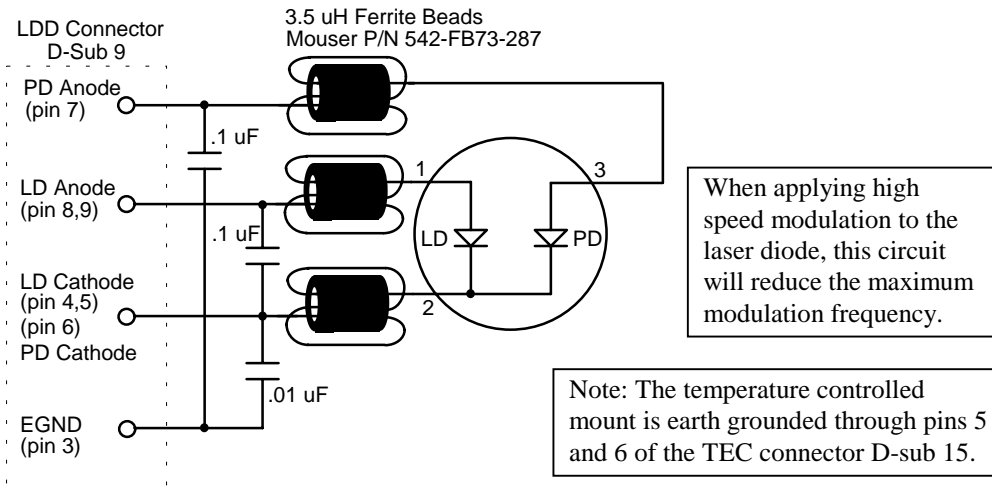 3.5 uH Ferrite Beads
Mouser P/N 542-FB73-287
LDD Connector
D-Sub 9
PD Anode
(pin 7)
.1 uF
LD Anode
(pin 8,9)
.1 uF
LD Cathode
(pin 4,5)
(pin 6)
PD Cathode
.01 uF
EGND
(pin 3)
1
3
LD
PD
2
When applying high
speed modulation to the
laser diode, this circuit
will reduce the maximum
modulation frequency.
Note: The temperature controlled
mount is earth grounded through pins 5
and 6 of the TEC connector D-sub 15.